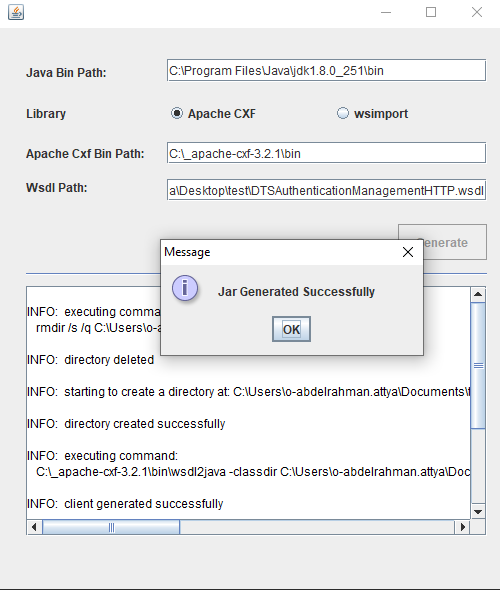 Java Bin Path:
C:\Program Files\Java\jdk1.8.0_251\bin
Library
Apache CXF
wsimport
Apache Cxf Bin Path:
C:\_apache-cxf-3.2.1\bin
Wsdl Path:
a\Desktop\test\DTSAuthenticationManagementHTTP.wsdl
Generate
Message
Jar Generated Successfully
OK
INFO: executing comma
rmdir /s /q C:\Users\o-a
INFO: directory deleted
INFO: starting to create a directory at: C:\Users\o-abdelrahman.attya\Documents\t
INFO: directory created successfully
INFO: executing command:
C:\_apache-cxf-3.2.1\bin\wsdl2java -classdir C:\Users\o-abdelrahman.attya\Doc
INFO: client generated successfully